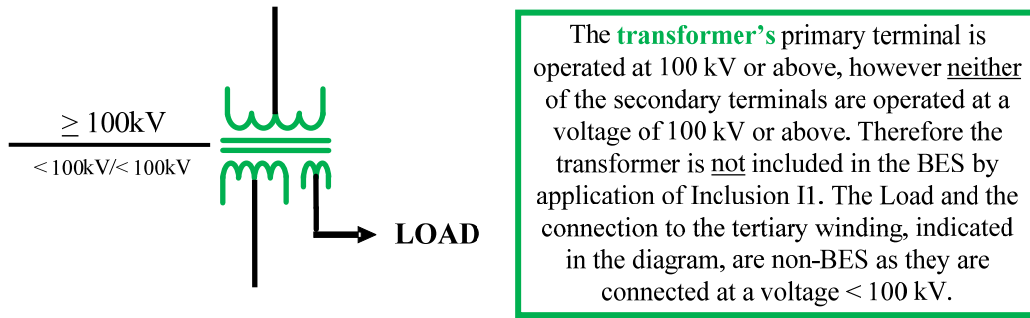 ≥ 100kV
< 100kV/< 100kV
LOAD
The transformer's primary terminal is
operated at 100 kV or above, however neither
of the secondary terminals are operated at a
voltage of 100 kV or above. Therefore the
transformer is not included in the BES by
application of Inclusion I1. The Load and the
connection to the tertiary winding, indicated
in the diagram, are non-BES as they are
connected at a voltage < 100 kV.